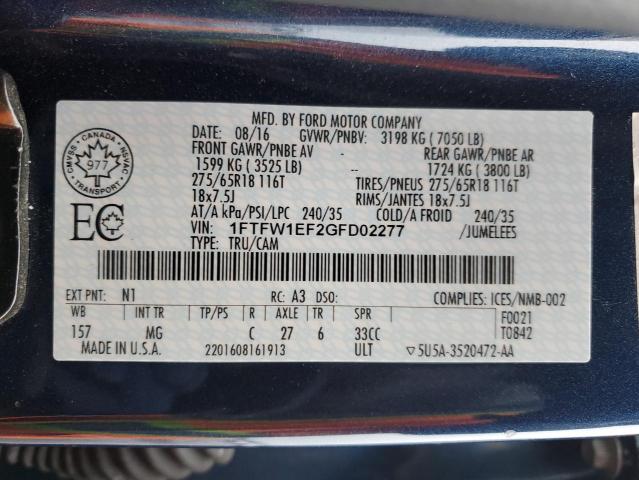 MFD. BY FORD MOTOR COMPANY
DATE: 08/16 GVWR/PNBV: 3198 KG ( 7050 LB)
FRONT GAWR/PNBE AV REAR GAWR/PNBE AR
1599 KG ( 3525 LB) -- 1724 KG ( 3800 LB)
275/65R18 116T TIRES/PNEUS 275/65R18 116T
18x7.5J RIMS/JANTES 18x7.5J
AT/A kPa/PSI/LPC 240/35 COLD/A FROID 240/35
VIN: 1FTFW1EF2GFD02277 /JUMELEES
TYPE: TRU/CAM
CMVSS · CANADA · NSVAC
977
TRANSPORT
EC
EXT PNT: N1 RC: A3 DSO: COMPLIES: ICES/NMB-002
WB INT TR TP/PS R AXLE TR SPR F0021
157 MG C 27 6 33CC T0842
MADE IN U.S.A. 2201608161913 ULT ▽5U5A-3520472-AA